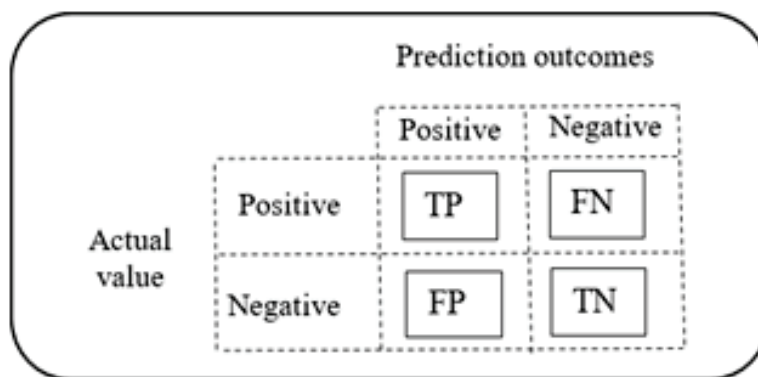 Prediction outcomes
Positive Negative
Positive TP FN
Actual
value
Negative FP TN